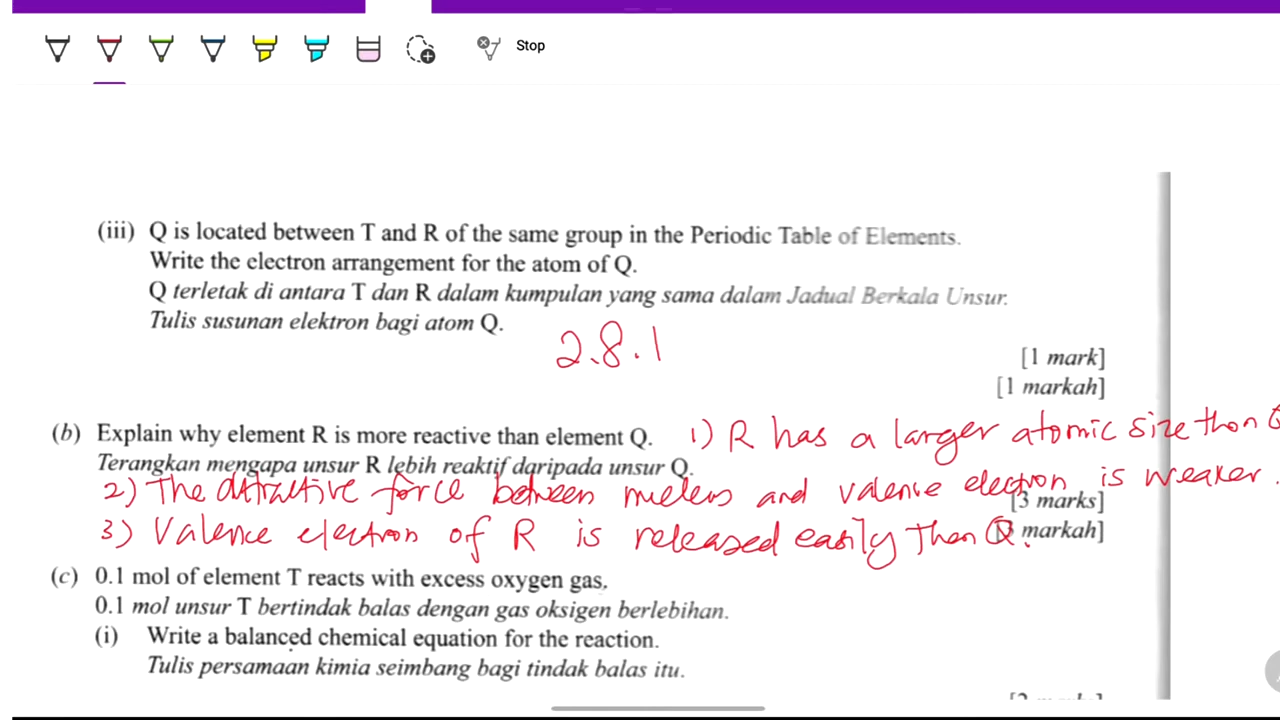 Stop
(iii) Q is located between T and R of the same group in the Periodic Table of Elements.
Write the electron arrangement for the atom of Q.
Q terletak di antara T dan R dalam kumpulan yang sama dalam Jadual Berkala Unsur.
Tulis susunan elektron bagi atom Q.
2.8.1
[1 mark]
[1 markah]
(b) Explain why element R is more reactive than element Q.
1) R has a larger atomic size than Q
Terangkan mengapa unsur R lebih reaktif daripada unsur Q.
2) The attractive force between nucleus and valence electron is weaker.
[3 marks]
3) Valence electron of R is released easily than Q.
markah]
(c) 0.1 mol of element T reacts with excess oxygen gas.
0.1 mol unsur T bertindak balas dengan gas oksigen berlebihan.
(i) Write a balanced chemical equation for the reaction.
Tulis persamaan kimia seimbang bagi tindak balas itu.